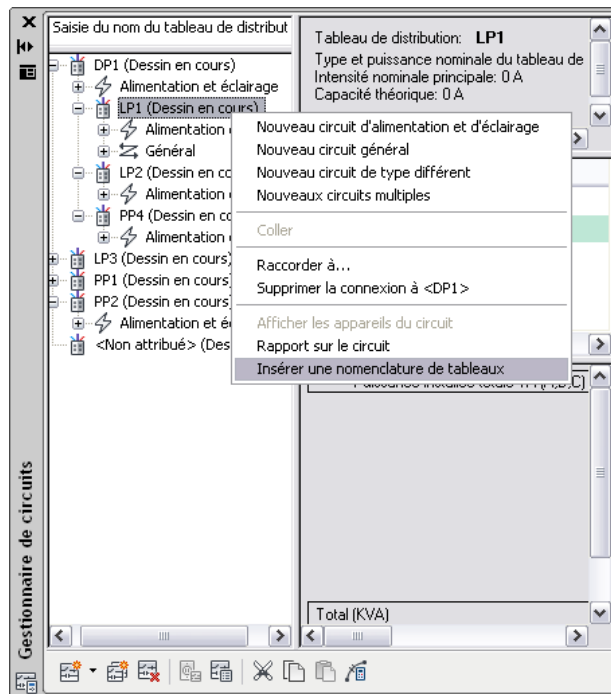 Saisie du nom du tableau de distribut
DP1 (Dessin en cours)
Alimentation et éclairage
LP1 (Dessin en cours)
Alimentation
Général
LP2 (Dessin en co
Alimentation
PP4 (Dessin en co
Alimentation
LP3 (Dessin en cours)
PP1 (Dessin en cours)
PP2 (Dessin en cours)
Alimentation et é
<Non attribué> (Des
Tableau de distribution: LP1
Type et puissance nominale du tableau de
Intensité nominale principale: 0 A
Capacité théorique: 0 A
Nouveau circuit d'alimentation et d'éclairage
Nouveau circuit général
Nouveau circuit de type différent
Nouveaux circuits multiples
Coller
Raccorder à...
Supprimer la connexion à <DP1>
Afficher les appareils du circuit
Rapport sur le circuit
Insérer une nomenclature de tableaux
Total (KVA)
Gestionnaire de circuits